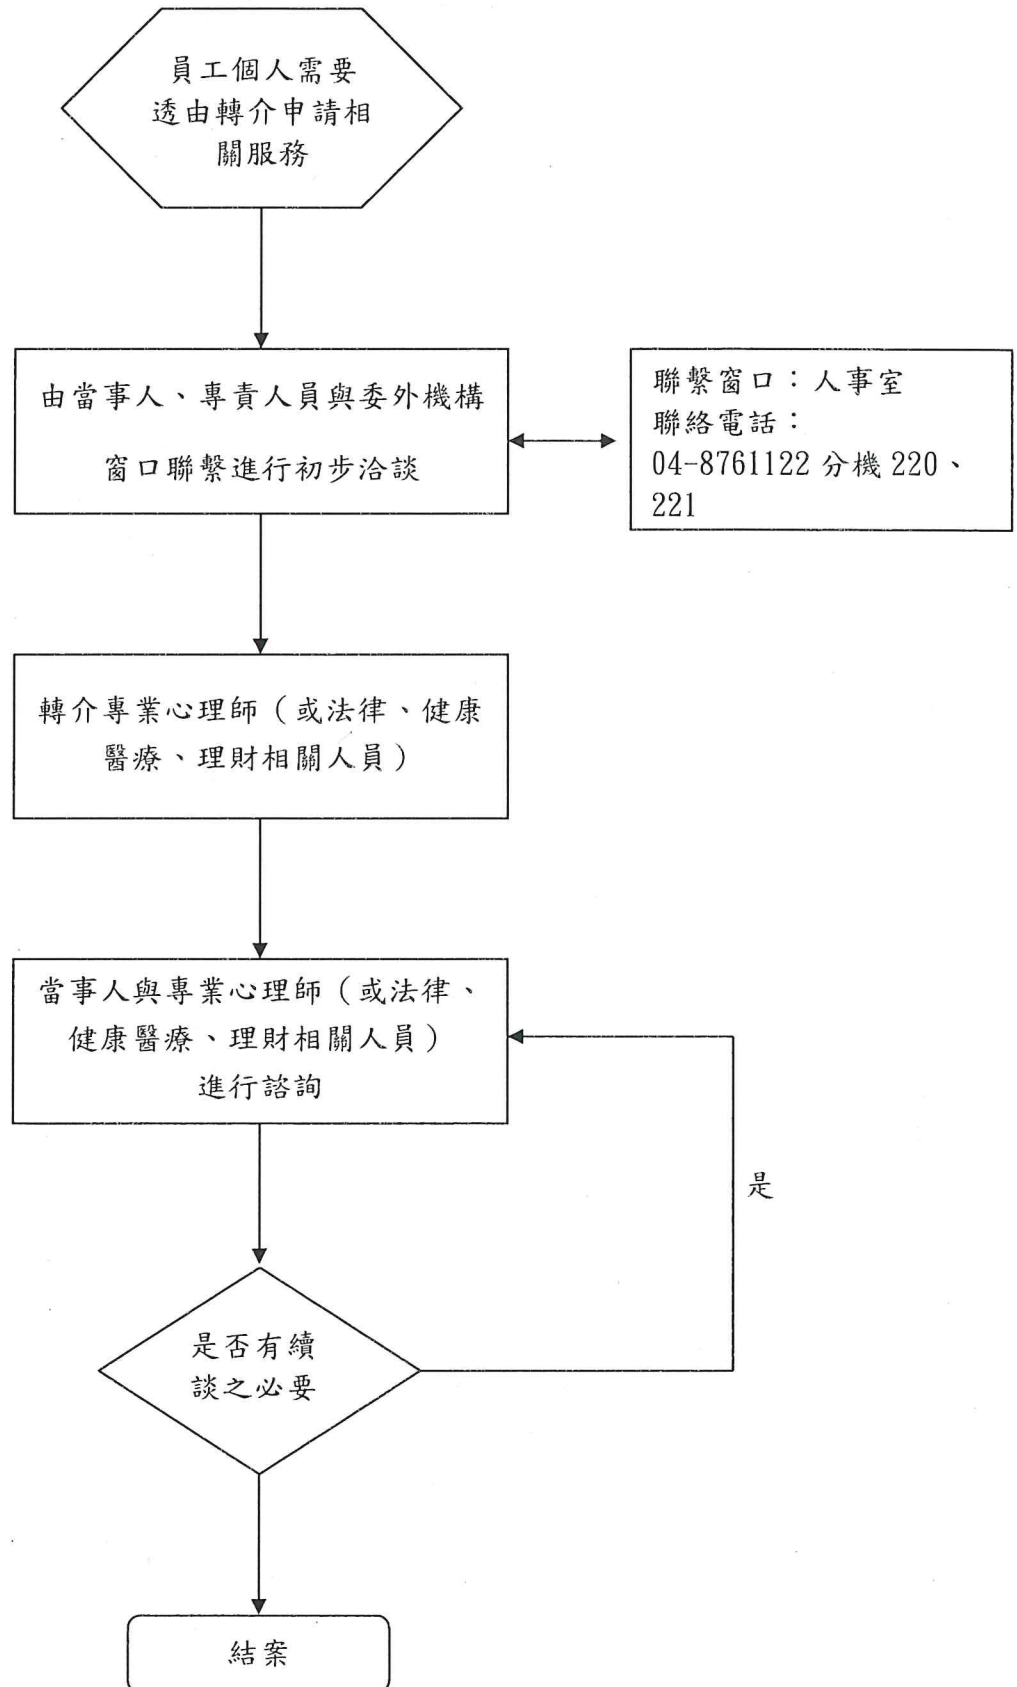 員工個人需要
透由轉介申請相
關服務
由當事人、專責人員與委外機構
窗口聯繫進行初步洽談
聯繫窗口：人事室
聯絡電話：
04-8761122 分機 220、
221
轉介專業心理師（或法律、健康
醫療、理財相關人員）
當事人與專業心理師（或法律、
健康醫療、理財相關人員）
進行諮詢
是
是否有續
談之必要
結案